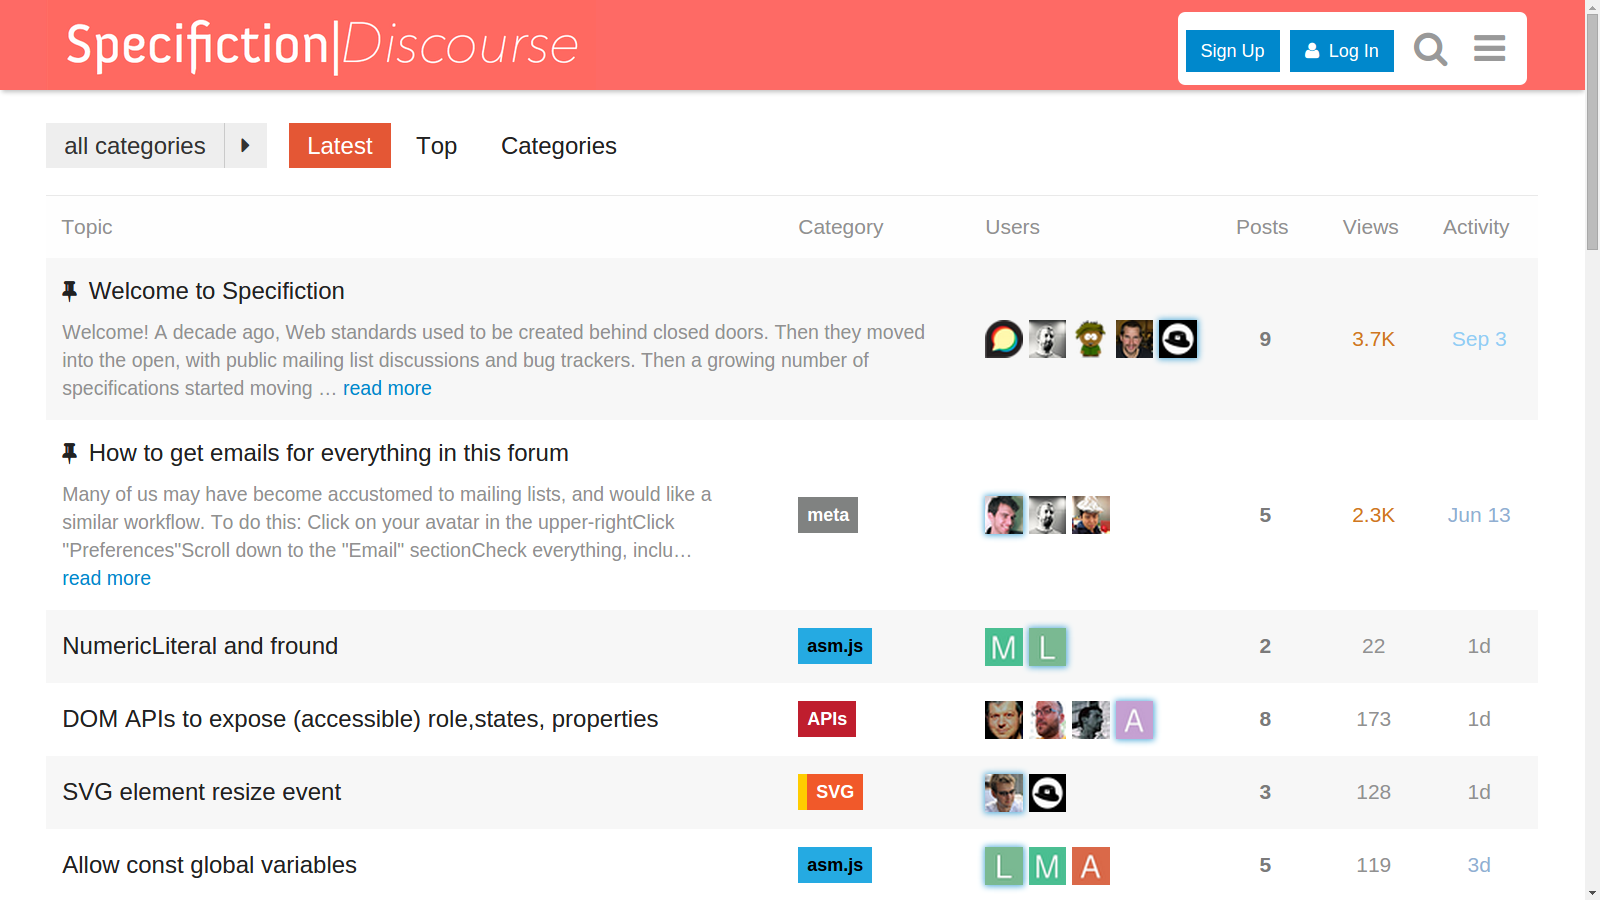 Specifiction|Discourse
Sign Up
Log In
all categories
Latest
Top
Categories
Topic
Category
Users
Posts
Views
Activity
Welcome to Specifiction
Welcome! A decade ago, Web standards used to be created behind closed doors. Then they moved
into the open, with public mailing list discussions and bug trackers. Then a growing number of
specifications started moving … read more
9
3.7K
Sep 3
How to get emails for everything in this forum
Many of us may have become accustomed to mailing lists, and would like a
similar workflow. To do this: Click on your avatar in the upper-rightClick
"Preferences"Scroll down to the "Email" sectionCheck everything, inclu…
read more
meta
5
2.3K
Jun 13
NumericLiteral and fround
asm.js
M
L
2
22
1d
DOM APIs to expose (accessible) role,states, properties
APIs
A
8
173
1d
SVG element resize event
SVG
3
128
1d
Allow const global variables
asm.js
L
M
A
5
119
3d